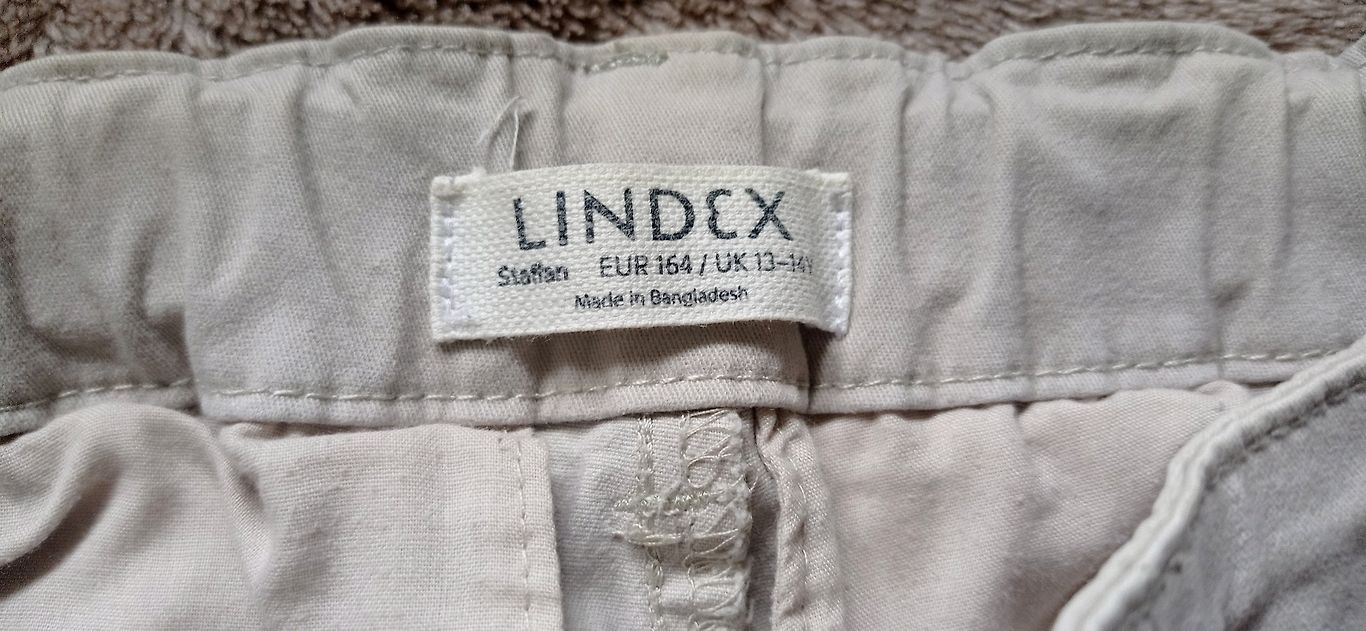 LINDEX
Staffan EUR 164 / UK 13-14Y
Made in Bangladesh